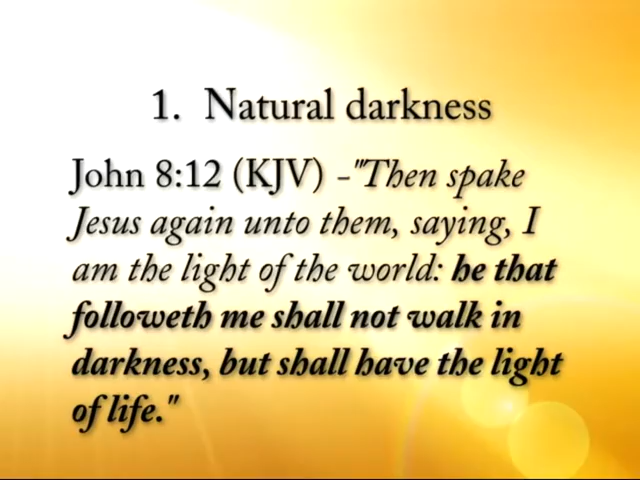 1. Natural darkness
John 8:12 (KJV) -"Then spake
Jesus again unto them, saying, I
am the light of the world: he that
followeth me shall not walk in
darkness, but shall have the light
of life."